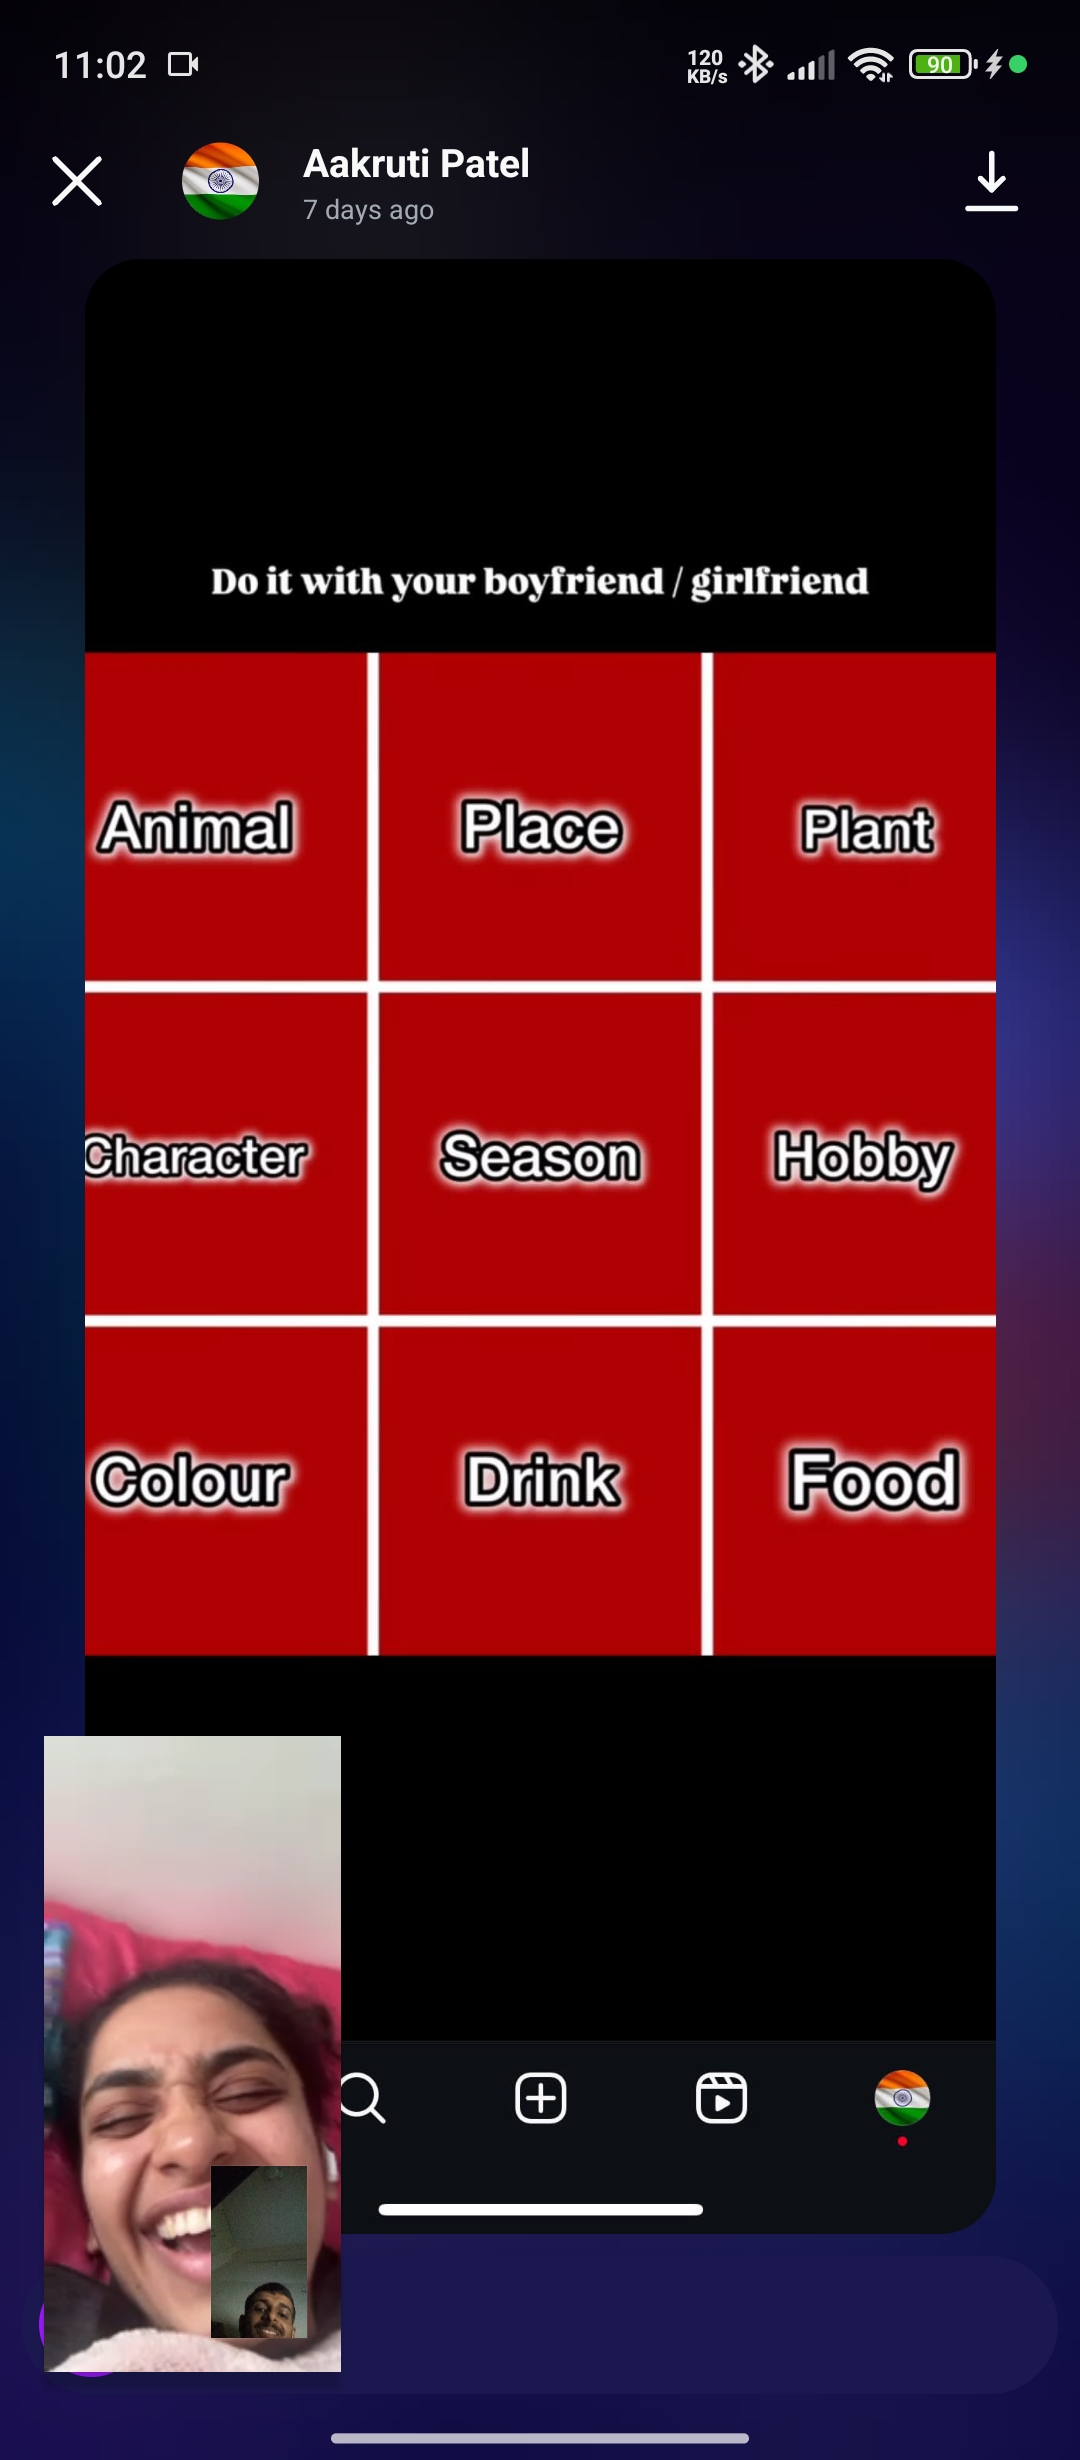 11:02
120
KB/s
90
Aakruti Patel
7 days ago
Do it with your boyfriend / girlfriend
Animal Place Plant
Character Season Hobby
Colour Drink Food